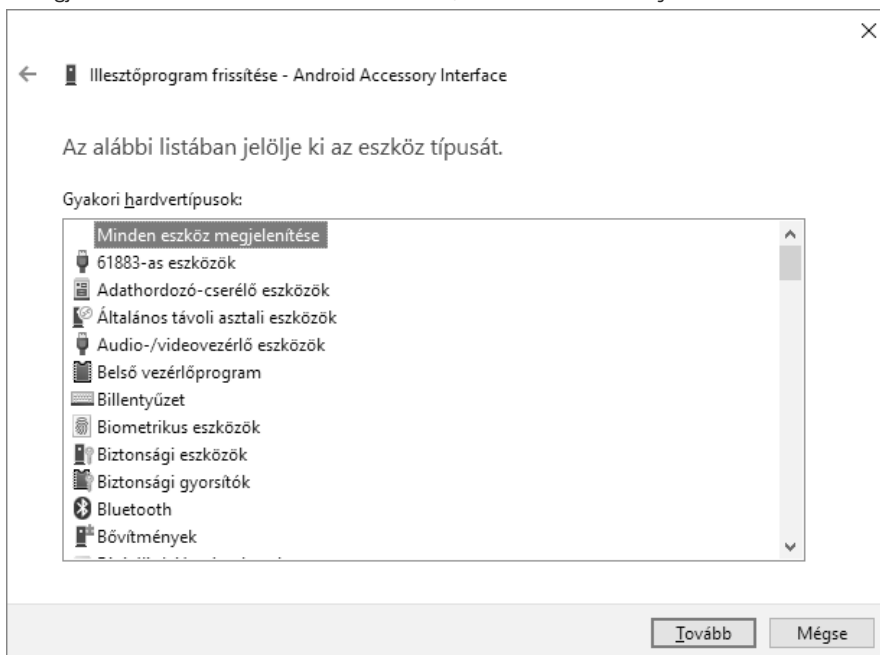 Illesztőprogram frissítése - Android Accessory Interface
Az alábbi listában jelölje ki az eszköz típusát.
Gyakori hardvertípusok:
Minden eszköz megjelenítése
61883-as eszközök
Adathordozó-cserélő eszközök
Általános távoli asztali eszközök
Audio-/videovezérlő eszközök
Belső vezérlőprogram
Billentyűzet
Biometrikus eszközök
Biztonsági eszközök
Biztonsági gyorsítók
Bluetooth
Bővítmények
Tovább Mégse